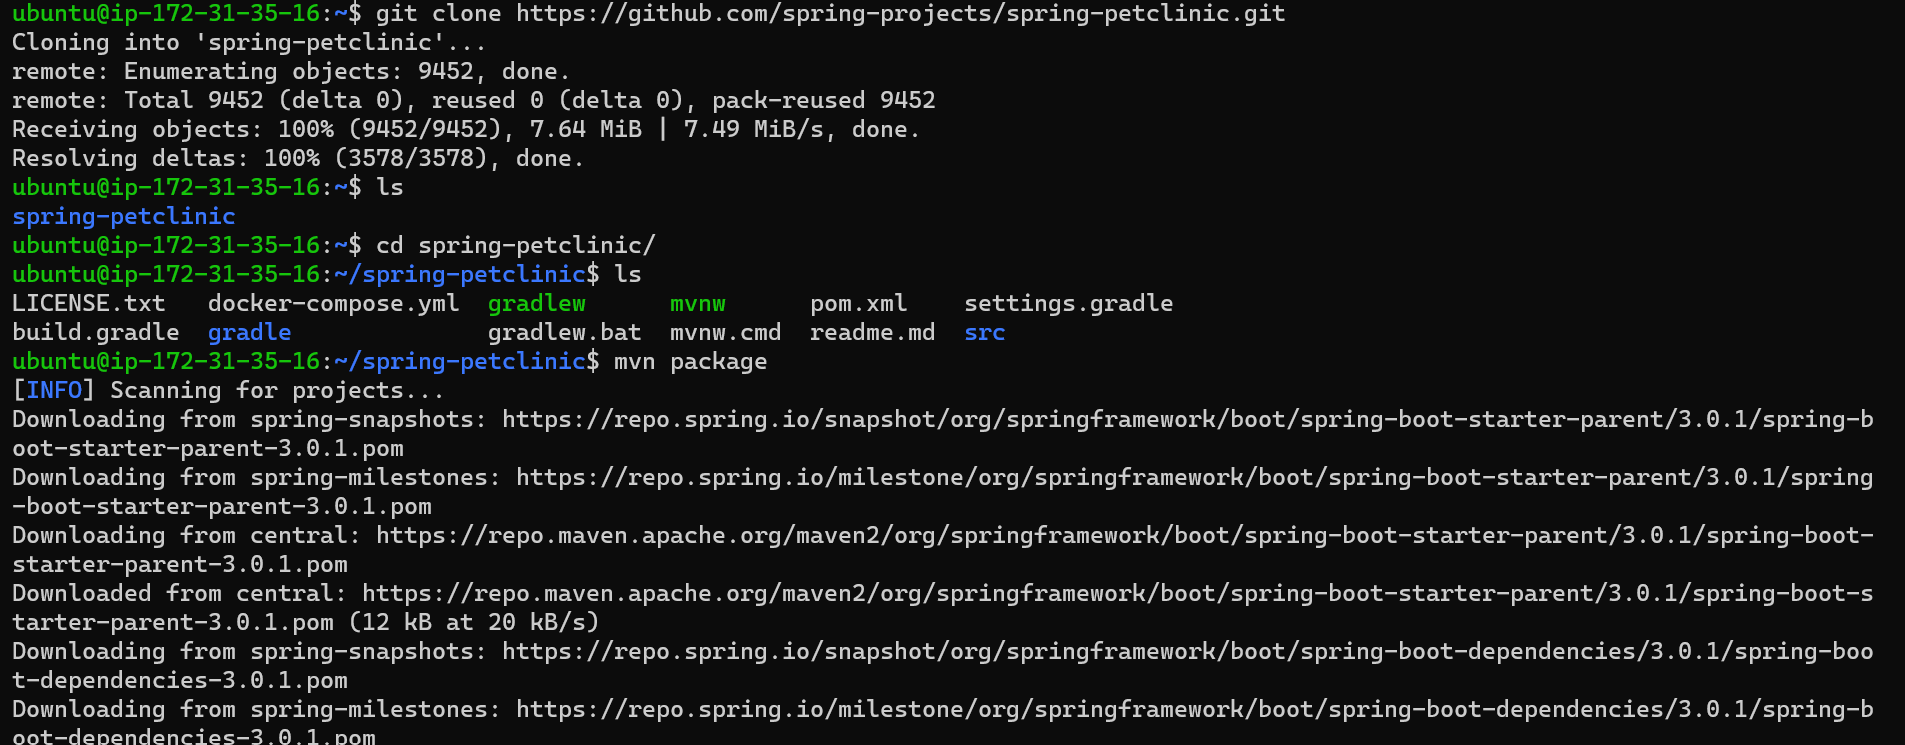 ubuntu@ip-172-31-35-16:~$ git clone https://github.com/spring-projects/spring-petclinic.git
Cloning into 'spring-petclinic'...
remote: Enumerating objects: 9452, done.
remote: Total 9452 (delta 0), reused 0 (delta 0), pack-reused 9452
Receiving objects: 100% (9452/9452), 7.64 MiB | 7.49 MiB/s, done.
Resolving deltas: 100% (3578/3578), done.
ubuntu@ip-172-31-35-16:~$ ls
spring-petclinic
ubuntu@ip-172-31-35-16:~$ cd spring-petclinic/
ubuntu@ip-172-31-35-16:~/spring-petclinic$ ls
LICENSE.txt   docker-compose.yml  gradlew      mvnw      pom.xml    settings.gradle
build.gradle  gradle              gradlew.bat  mvnw.cmd  readme.md  src
ubuntu@ip-172-31-35-16:~/spring-petclinic$ mvn package
[INFO] Scanning for projects...
Downloading from spring-snapshots: https://repo.spring.io/snapshot/org/springframework/boot/spring-boot-starter-parent/3.0.1/spring-b
oot-starter-parent-3.0.1.pom
Downloading from spring-milestones: https://repo.spring.io/milestone/org/springframework/boot/spring-boot-starter-parent/3.0.1/spring
-boot-starter-parent-3.0.1.pom
Downloading from central: https://repo.maven.apache.org/maven2/org/springframework/boot/spring-boot-starter-parent/3.0.1/spring-boot-
starter-parent-3.0.1.pom
Downloaded from central: https://repo.maven.apache.org/maven2/org/springframework/boot/spring-boot-starter-parent/3.0.1/spring-boot-s
tarter-parent-3.0.1.pom (12 kB at 20 kB/s)
Downloading from spring-snapshots: https://repo.spring.io/snapshot/org/springframework/boot/spring-boot-dependencies/3.0.1/spring-boo
t-dependencies-3.0.1.pom
Downloading from spring-milestones: https://repo.spring.io/milestone/org/springframework/boot/spring-boot-dependencies/3.0.1/spring-b
oot-dependencies-3.0.1.pom